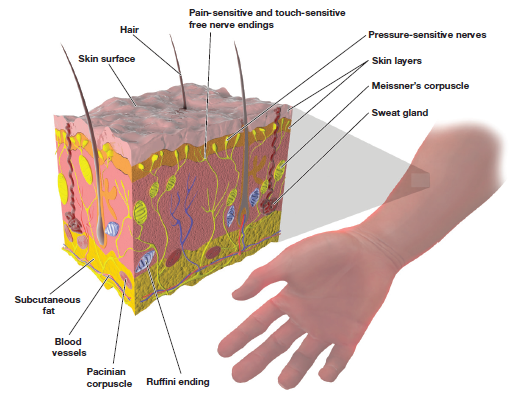 Pain-sensitive and touch-sensitive
free nerve endings
Hair
Pressure-sensitive nerves
Skin surface
Skin layers
Meissner's corpuscle
Sweat gland
Subcutaneous
fat
Blood
vessels
Pacinian
corpuscle
Ruffini ending